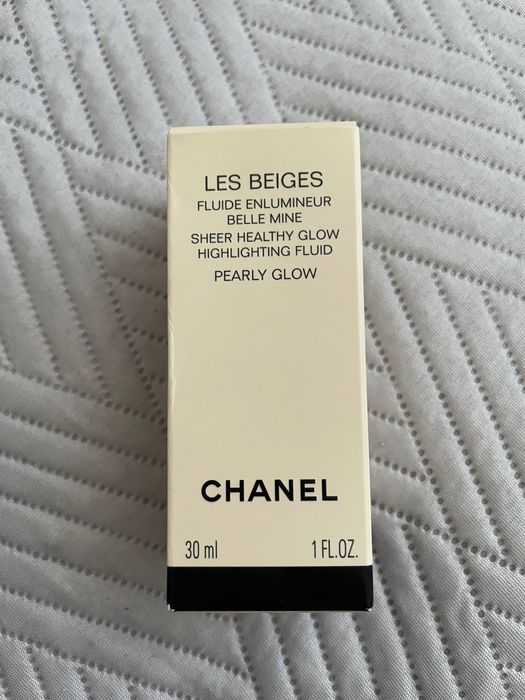 LES BEIGES
FLUIDE ENLUMINEUR
BELLE MINE
SHEER HEALTHY GLOW
HIGHLIGHTING FLUID
PEARLY GLOW
CHANEL
30 ml 1 FL.OZ.